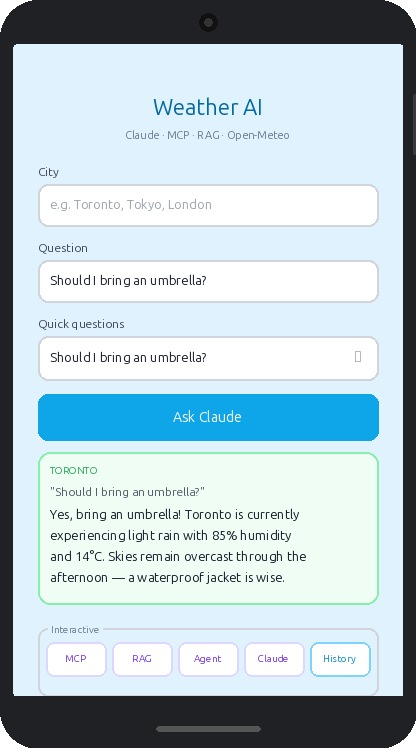 Weather AI
Claude · MCP · RAG · Open-Meteo
City
e.g. Toronto, Tokyo, London
Question
Should I bring an umbrella?
Quick questions
Should I bring an umbrella?
Ask Claude
TORONTO
"Should I bring an umbrella?"
Yes, bring an umbrella! Toronto is currently
experiencing light rain with 85% humidity
and 14°C. Skies remain overcast through the
afternoon — a waterproof jacket is wise.
Interactive
MCP RAG Agent Claude History